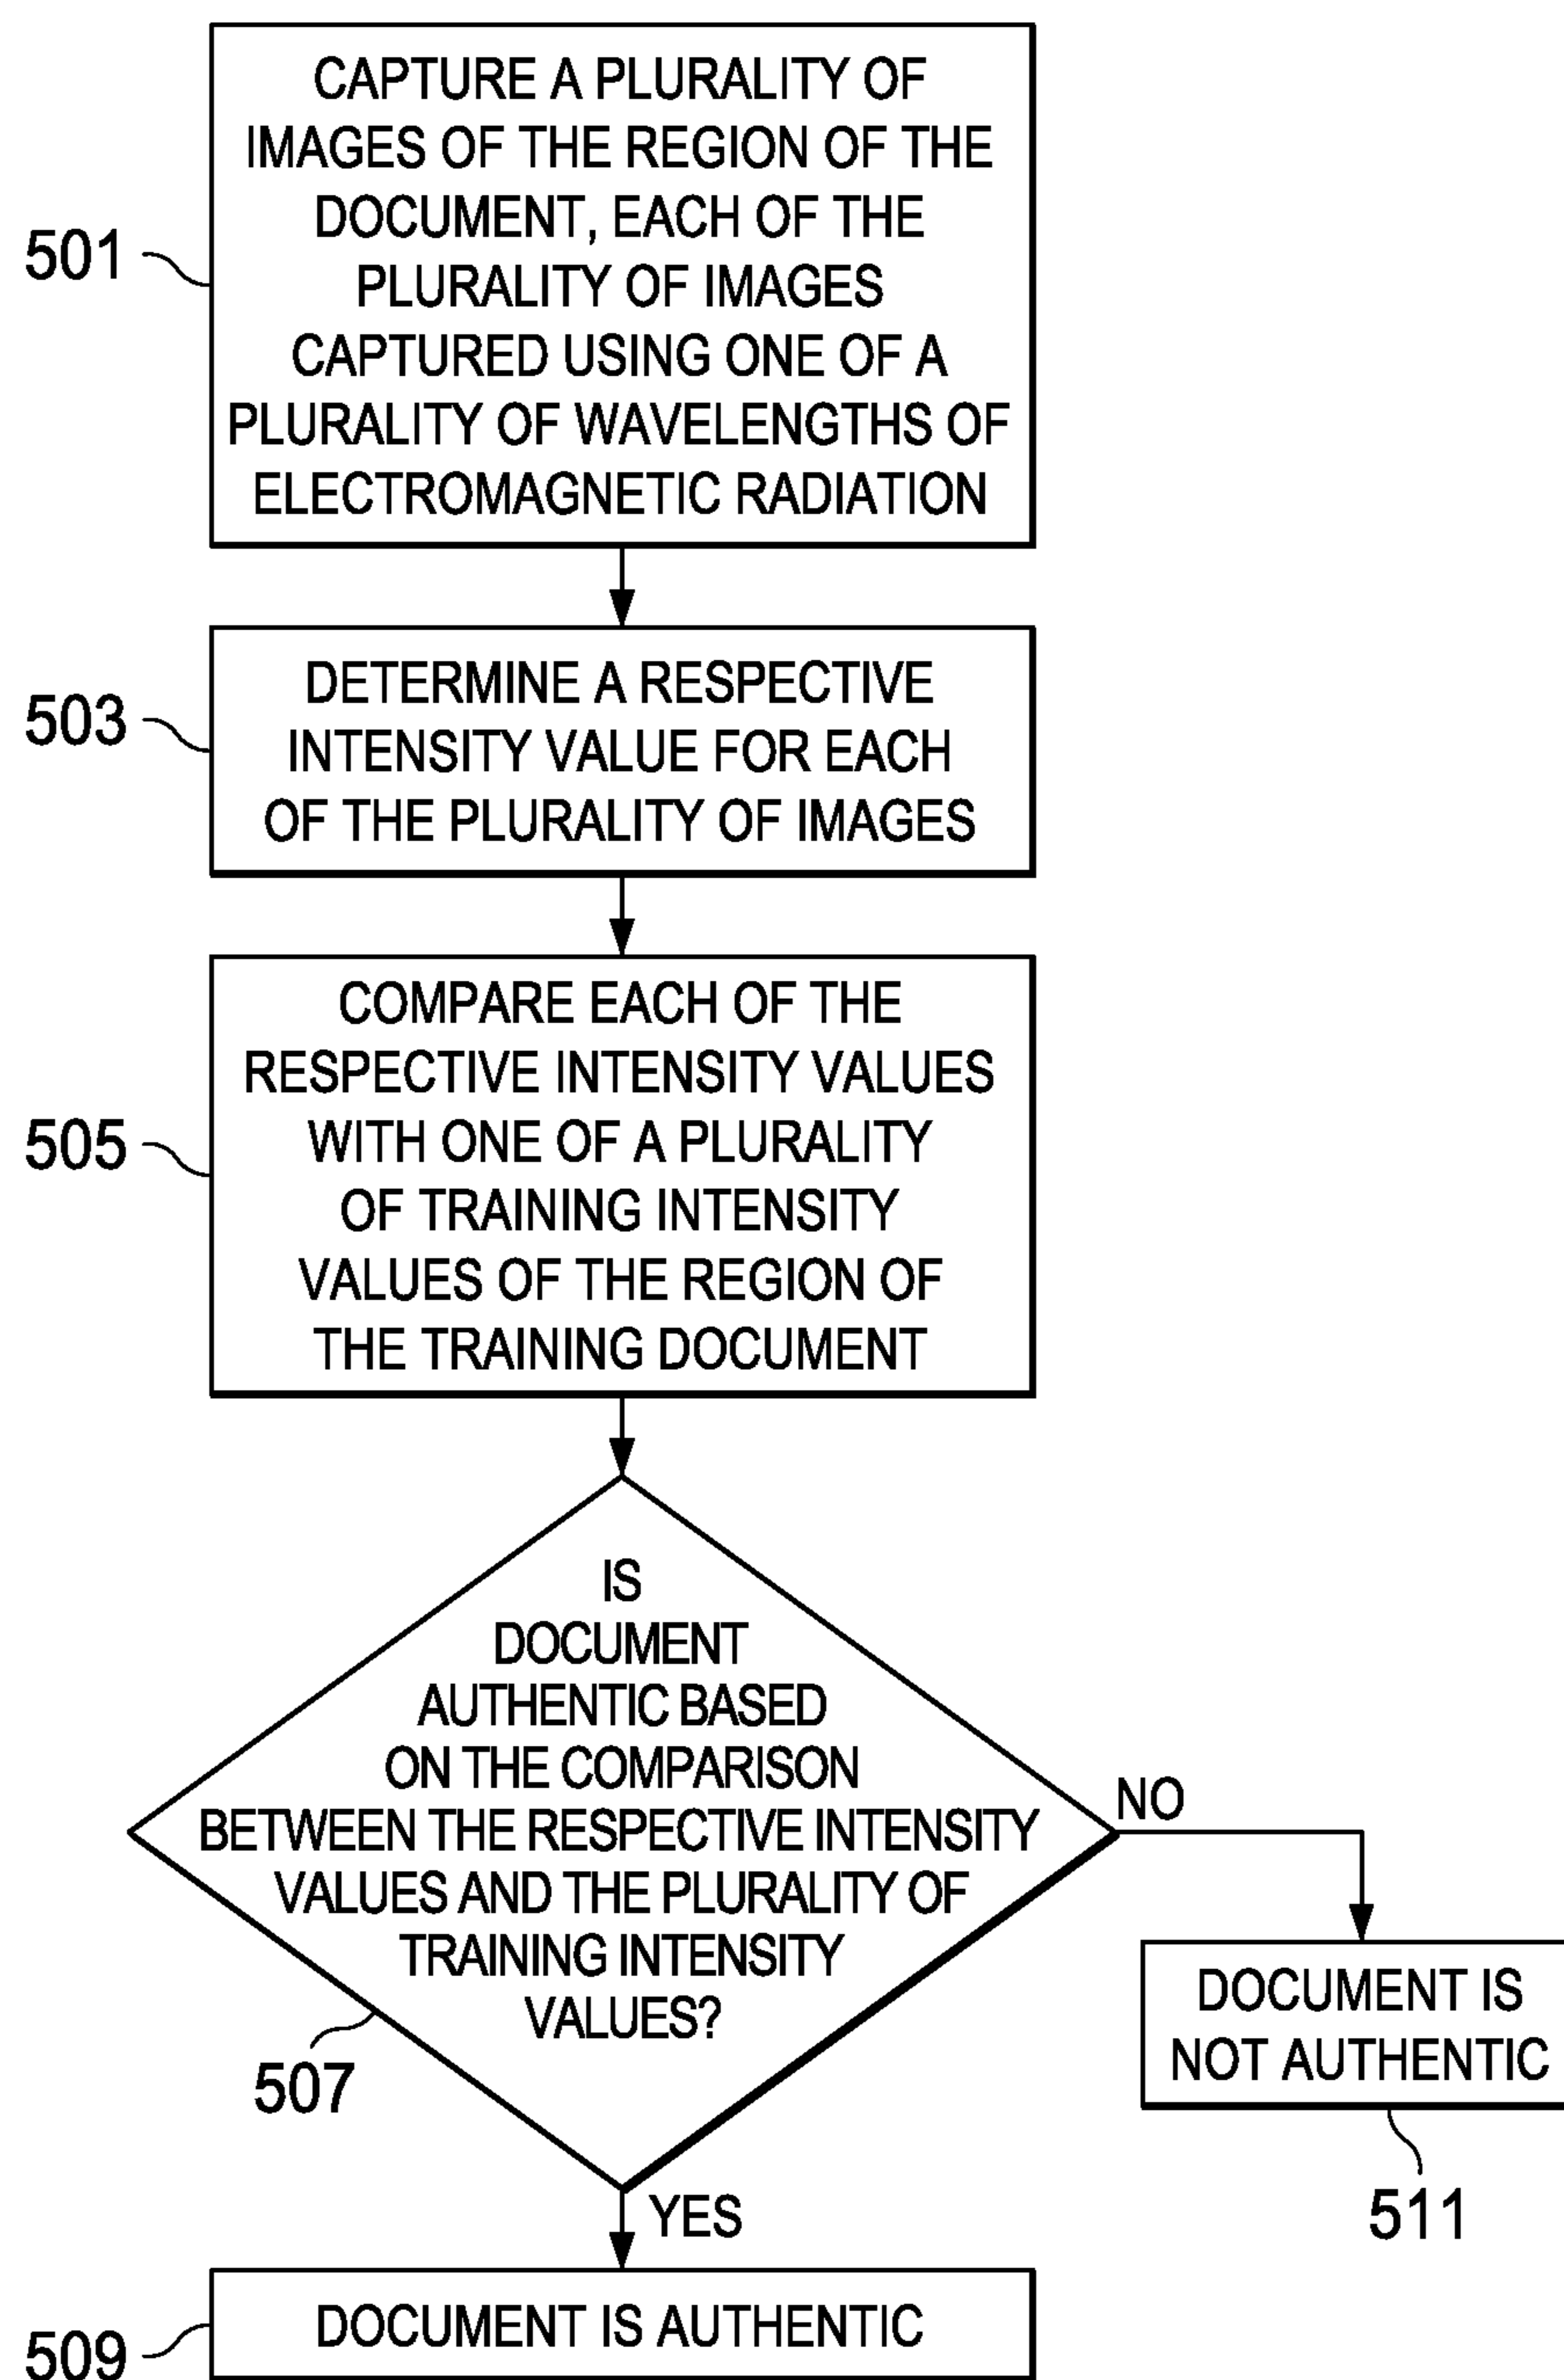 CAPTURE A PLURALITY OF
IMAGES OF THE REGION OF THE
DOCUMENT, EACH OF THE
PLURALITY OF IMAGES
CAPTURED USING ONE OF A
PLURALITY OF WAVELENGTHS OF
ELECTROMAGNETIC RADIATION
501
DETERMINE A RESPECTIVE
INTENSITY VALUE FOR EACH
OF THE PLURALITY OF IMAGES
503
COMPARE EACH OF THE
RESPECTIVE INTENSITY VALUES
WITH ONE OF A PLURALITY
OF TRAINING INTENSITY
VALUES OF THE REGION OF
THE TRAINING DOCUMENT
505
IS
DOCUMENT
AUTHENTIC BASED
ON THE COMPARISON
BETWEEN THE RESPECTIVE INTENSITY
VALUES AND THE PLURALITY OF
TRAINING INTENSITY
VALUES?
507
NO
DOCUMENT IS
NOT AUTHENTIC
511
YES
DOCUMENT IS AUTHENTIC
509